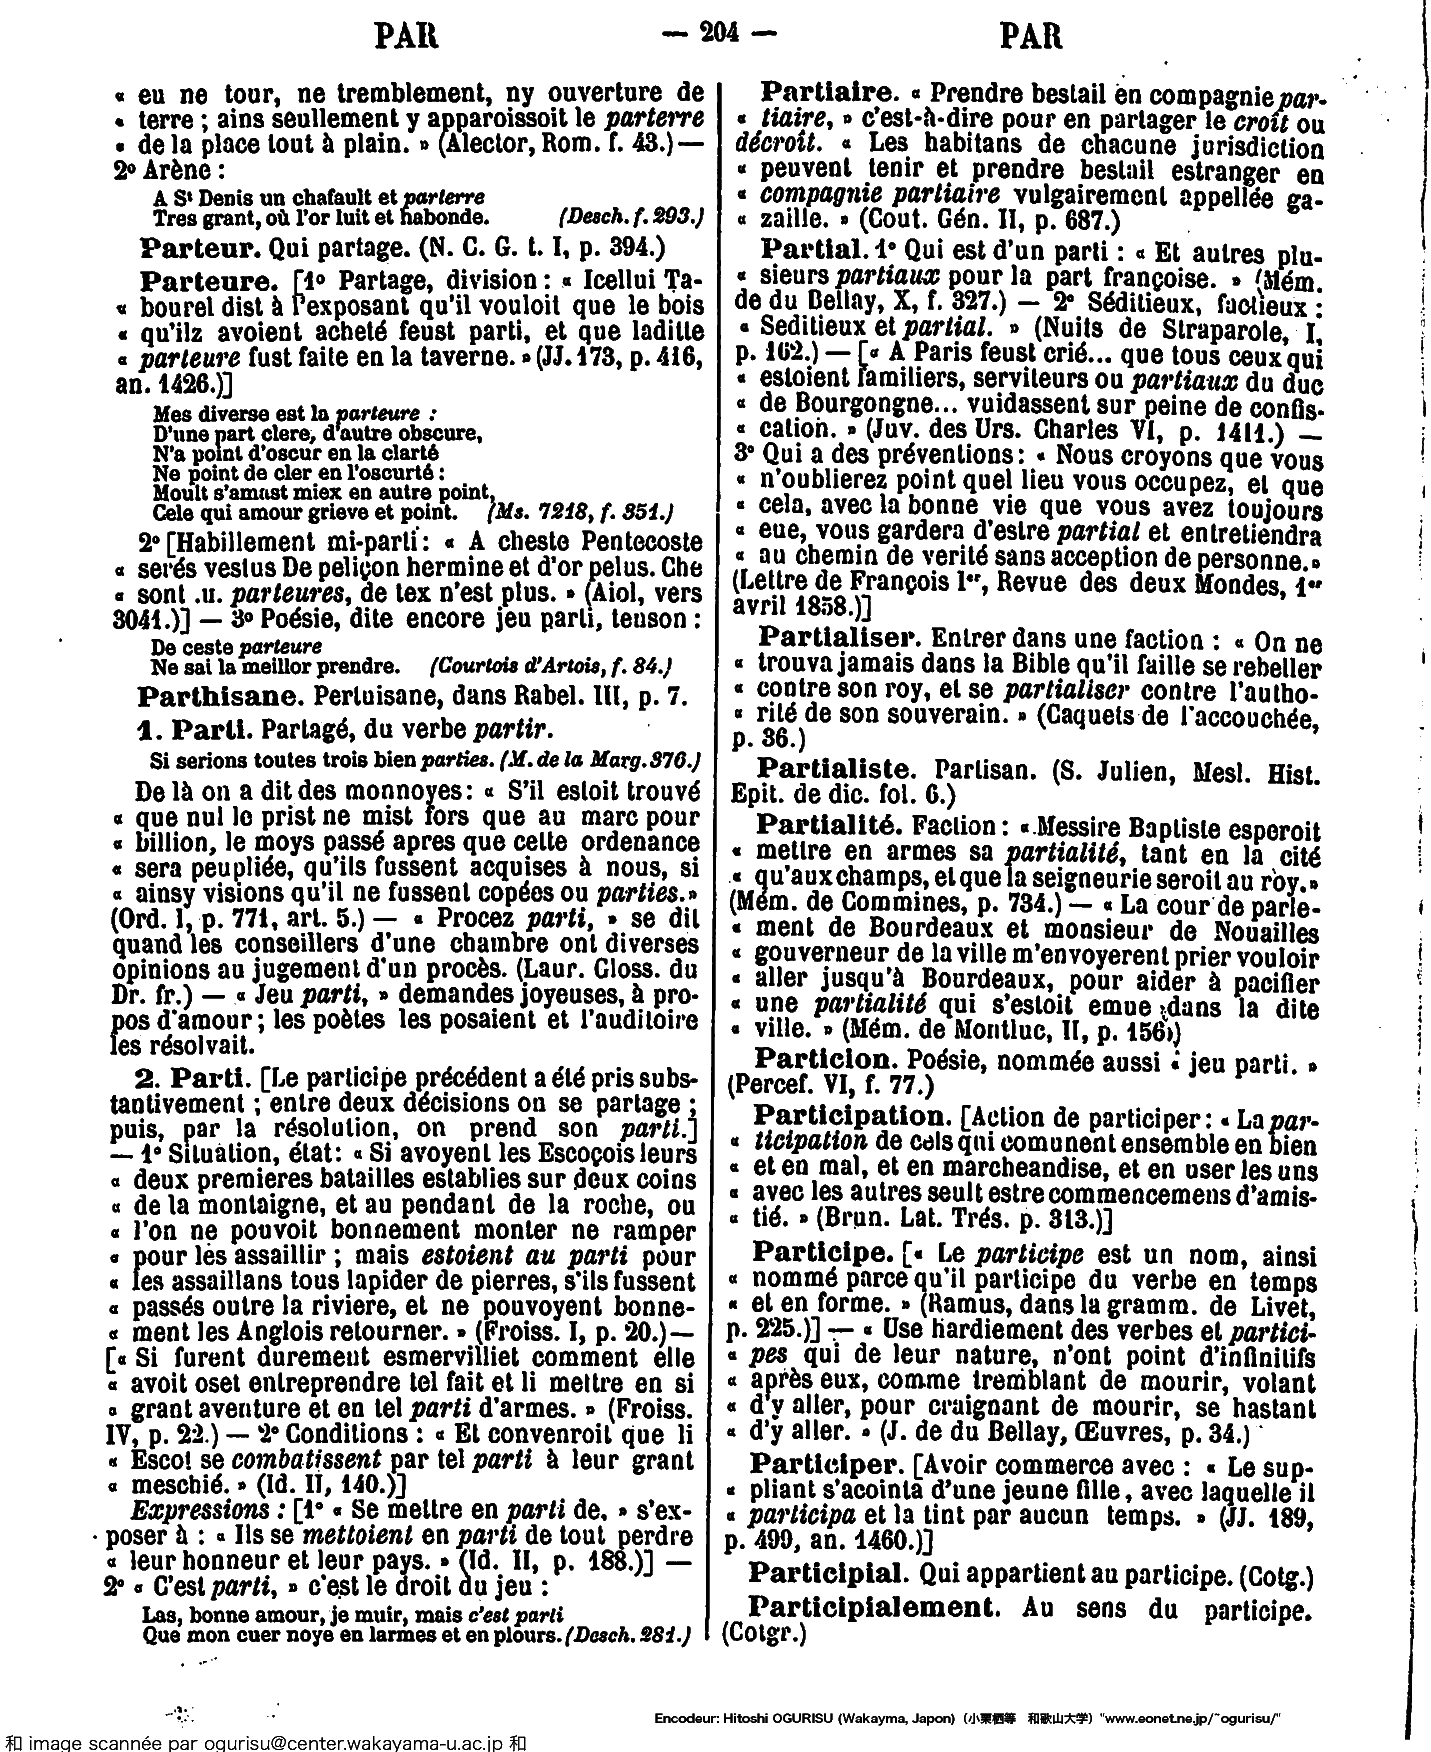 PAR — 204 — PAR
« eu ne tour, ne tremblement, ny ouverture de
« terre ; ains seullement y apparoissoit le parterre
« de la place tout à plain. » (Alector, Rom. f. 43.) —
2º Arène :
A Sᵗ Denis un chafault et parterre
Tres grant, où l'or luit et habonde. (Desch. f. 293.)
Parteur. Qui partage. (N. C. G. t. I, p. 394.)
Parteure. [1º Partage, division : « Icellui Ta-
« bourel dist à l'exposant qu'il vouloit que le bois
« qu'ilz avoient acheté feust parti, et que laditte
« parteure fust faite en la taverne. » (JJ. 173, p. 416,
an. 1426.)]
Mes diverse est la parteure :
D'une part clere, d'autre obscure,
N'a point d'oscur en la clarté
Ne point de cler en l'oscurté :
Moult s'amast miex en autre point,
Cele qui amour grieve et point. (Ms. 7218, f. 351.)
2º [Habillement mi-parti : « A cheste Pentecoste
« serés vestus De peliçon hermine et d'or pelus. Che
« sont .u. parteures, de tex n'est plus. » (Aiol, vers
3041.)] — 3º Poésie, dite encore jeu parti, tenson :
De ceste parteure
Ne sai la meillor prendre. (Courtois d'Artois, f. 84.)
Parthisane. Pertuisane, dans Rabel. III, p. 7.
1. Parti. Partagé, du verbe partir.
Si serions toutes trois bien parties. (M. de la Marg. 376.)
De là on a dit des monnoyes : « S'il estoit trouvé
« que nul le prist ne mist fors que au marc pour
« billion, le moys passé apres que cette ordenance
« sera peupliée, qu'ils fussent acquises à nous, si
« ainsy visions qu'il ne fussent copées ou parties. »
(Ord. I, p. 771, art. 5.) — « Procez parti, » se dit
quand les conseillers d'une chambre ont diverses
opinions au jugement d'un procès. (Laur. Gloss. du
Dr. fr.) — « Jeu parti, » demandes joyeuses, à pro-
pos d'amour ; les poètes les posaient et l'auditoire
les résolvait.
2. Parti. [Le participe précédent a été pris subs-
tantivement ; entre deux décisions on se partage ;
puis, par la résolution, on prend son parti.]
— 1º Situation, état : « Si avoyent les Escoçois leurs
« deux premieres batailles establies sur deux coins
« de la montaigne, et au pendant de la roche, ou
« l'on ne pouvoit bonnement monter ne ramper
« pour les assaillir ; mais estoient au parti pour
« les assaillans tous lapider de pierres, s'ils fussent
« passés outre la riviere, et ne pouvoyent bonne-
« ment les Anglois retourner. » (Froiss. I, p. 20.) —
[« Si furent durement esmervilliet comment elle
« avoit oset entreprendre tel fait et li mettre en si
« grant aventure et en tel parti d'armes. » (Froiss.
IV, p. 22.) — 2º Conditions : « Et convenroit que li
« Escot se combatissent par tel parti à leur grant
« meschié. » (Id. II, 140.)]
Expressions : [1º « Se mettre en parti de, » s'ex-
poser à : « Ils se mettoient en parti de tout perdre
« leur honneur et leur pays. » (Id. II, p. 188.)] —
2º « C'est parti, » c'est le droit du jeu :
Las, bonne amour, je muir, mais c'est parti
Que mon cuer noye en larmes et en plours. (Desch. 281.)
Partiaire. « Prendre bestail en compagnie par-
« tiaire, » c'est-à-dire pour en partager le croît ou
décroît. « Les habitans de chacune jurisdiction
« peuvent tenir et prendre bestail estranger en
« compagnie partiaire vulgairement appellée ga-
« zaille. » (Cout. Gén. II, p. 687.)
Partial. 1º Qui est d'un parti : « Et autres plu-
« sieurs partiaux pour la part françoise. » (Mém.
de du Bellay, X, f. 327.) — 2º Séditieux, factieux :
« Seditieux et partial. » (Nuits de Straparole, I,
p. 162.) — [« A Paris feust crié... que tous ceux qui
« estoient familiers, serviteurs ou partiaux du duc
« de Bourgongne... vuidassent sur peine de confis-
« cation. » (Juv. des Urs. Charles VI, p. 1411.) —
3º Qui a des préventions : « Nous croyons que vous
« n'oublierez point quel lieu vous occupez, et que
« cela, avec la bonne vie que vous avez toujours
« eue, vous gardera d'estre partial et entretiendra
« au chemin de verité sans acception de personne. »
(Lettre de François Iᵉʳ, Revue des deux Mondes, 1ᵉʳ
avril 1858.)]
Partialiser. Entrer dans une faction : « On ne
« trouva jamais dans la Bible qu'il faille se rebeller
« contre son roy, et se partialiser contre l'autho-
« rité de son souverain. » (Caquets de l'accouchée,
p. 36.)
Partialiste. Partisan. (S. Julien, Mesl. Hist.
Epit. de dic. fol. 6.)
Partialité. Faction : « Messire Baptiste esperoit
« mettre en armes sa partialité, tant en la cité
« qu'aux champs, et que la seigneurie seroit au roy. »
(Mém. de Commines, p. 734.) — « La cour de parle-
« ment de Bourdeaux et monsieur de Nouailles
« gouverneur de la ville m'envoyerent prier vouloir
« aller jusqu'à Bourdeaux, pour aider à pacifier
« une partialité qui s'estoit emue dans la dite
« ville. » (Mém. de Montluc, II, p. 156.)
Particion. Poésie, nommée aussi « jeu parti. »
(Percef. VI, f. 77.)
Participation. [Action de participer : « La par-
« ticipation de cels qui comunent ensemble en bien
« et en mal, et en marcheandise, et en user les uns
« avec les autres seult estre commencemens d'amis-
« tié. » (Brun. Lat. Trés. p. 313.)]
Participe. [« Le participe est un nom, ainsi
« nommé parce qu'il participe du verbe en temps
« et en forme. » (Ramus, dans la gramm. de Livet,
p. 225.)] — « Use hardiement des verbes et partici-
« pes qui de leur nature, n'ont point d'infinitifs
« après eux, comme tremblant de mourir, volant
« d'y aller, pour craignant de mourir, se hastant
« d'y aller. » (J. de du Bellay, Œuvres, p. 34.)
Participer. [Avoir commerce avec : « Le sup-
« pliant s'acointa d'une jeune fille, avec laquelle il
« participa et la tint par aucun temps. » (JJ. 189,
p. 499, an. 1460.)]
Participial. Qui appartient au participe. (Cotg.)
Participialement. Au sens du participe.
(Cotgr.)
Encodeur: Hitoshi OGURISU (Wakayma, Japon) (小栗栖等 和歌山大学) "www.eonet.ne.jp/~ogurisu/"
和 image scannée par ogurisu@center.wakayama-u.ac.jp 和